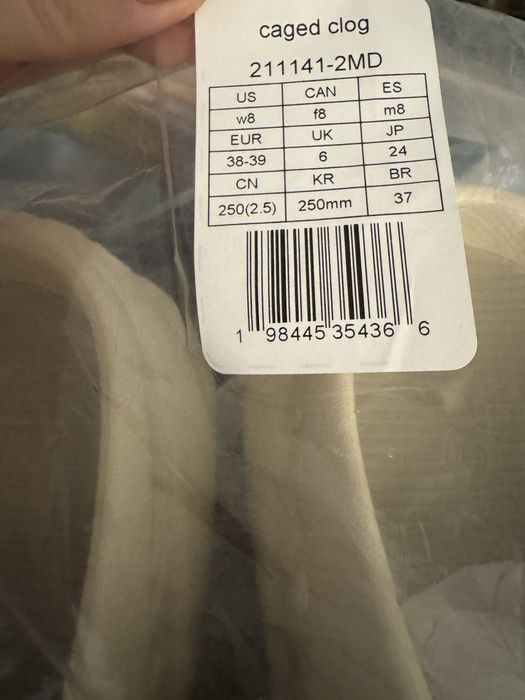 caged clog
211141-2MD
US CAN ES
w8 f8 m8
EUR UK JP
38-39 6 24
CN KR BR
250(2.5) 250mm 37
1 98445 35436 6